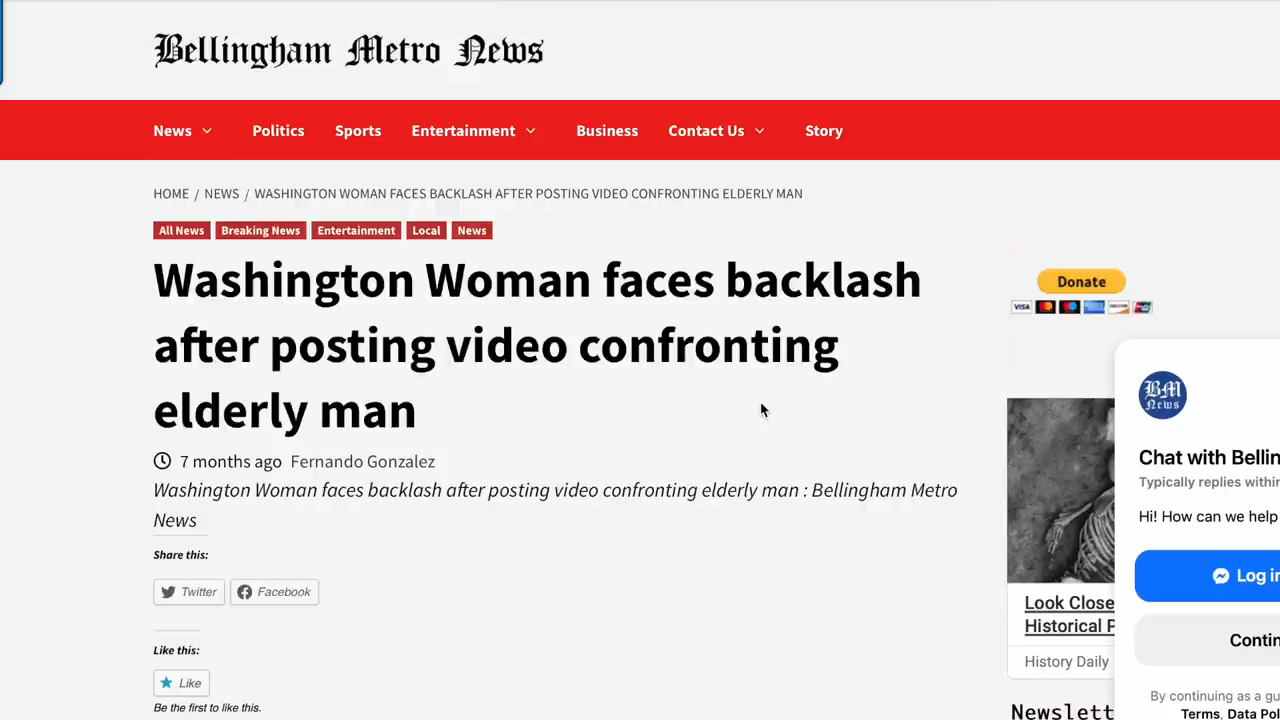 Bellingham Metro News
News
Politics
Sports
Entertainment
Business
Contact Us
Story
HOME / NEWS / WASHINGTON WOMAN FACES BACKLASH AFTER POSTING VIDEO CONFRONTING ELDERLY MAN
All News
Breaking News
Entertainment
Local
News
Washington Woman faces backlash
after posting video confronting
elderly man
7 months ago Fernando Gonzalez
Washington Woman faces backlash after posting video confronting elderly man : Bellingham Metro
News
Share this:
Twitter
Facebook
Like this:
Like
Be the first to like this.
Donate
VISA
DISCOVER
Look Close
Historical
History Daily
Newslett
BM
News
Chat with Bellin
Typically replies within
Hi! How can we help
Log in
Contin
By continuing as a gu
Terms, Data Pol